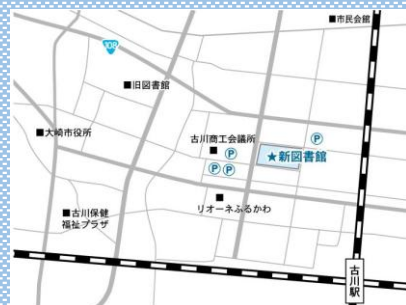 ■市民会館
108
■旧図書館
■大崎市役所
古川商工会議所
■
P
P
P P
★新図書館
■
リオーネふるかわ
■古川保健
福祉プラザ
古川駅